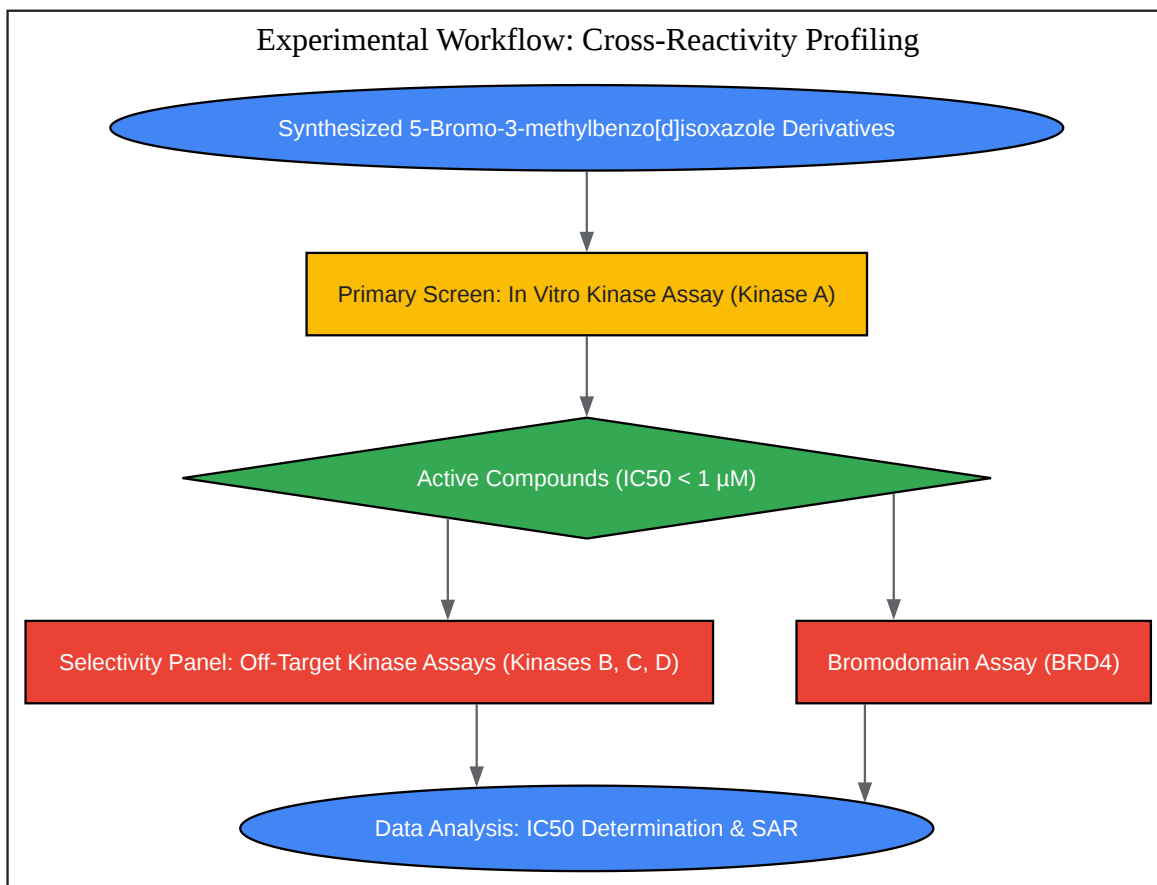 Experimental Workflow: Cross-Reactivity Profiling
Synthesized 5-Bromo-3-methylbenzo[d]isoxazole Derivatives
Primary Screen: In Vitro Kinase Assay (Kinase A)
Active Compounds (IC50 < 1 µM)
Selectivity Panel: Off-Target Kinase Assays (Kinases B, C, D)
Bromodomain Assay (BRD4)
Data Analysis: IC50 Determination & SAR